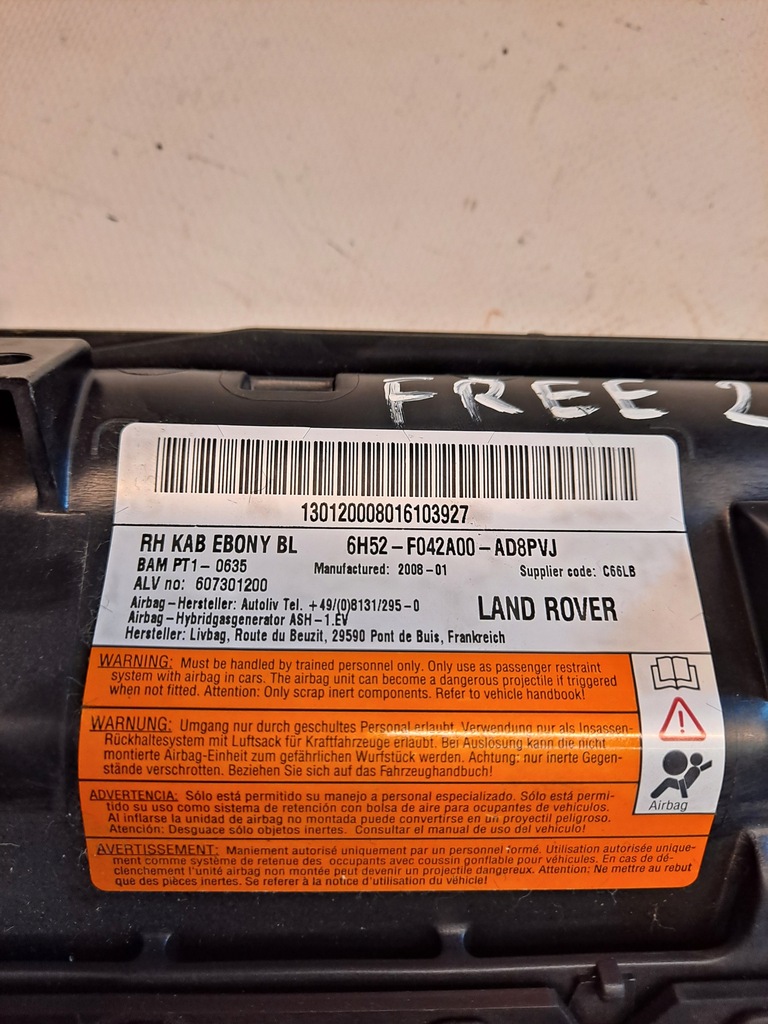 FREE 2
130120008016103927
RH KAB EBONY BL 6H52-F042A00-AD8PVJ
BAM PT1-0635 Manufactured: 2008-01 Supplier code: C66LB
ALV no: 607301200
Airbag-Hersteller: Autoliv Tel. +49/(0)8131/295-0 LAND ROVER
Airbag-Hybridgasgenerator ASH-1.EV
Hersteller: Livbag, Route du Beuzit, 29590 Pont de Buis, Frankreich
WARNING: Must be handled by trained personnel only. Only use as passenger restraint
system with airbag in cars. The airbag unit can become a dangerous projectile if triggered
when not fitted. Attention: Only scrap inert components. Refer to vehicle handbook!
WARNUNG: Umgang nur durch geschultes Personal erlaubt. Verwendung nur als Insassen-
Rückhaltesystem mit Luftsack für Kraftfahrzeuge erlaubt. Bei Auslösung kann die nicht
montierte Airbag-Einheit zum gefährlichen Wurfstück werden. Achtung: nur inerte Gegen-
stände verschrotten. Beziehen Sie sich auf das Fahrzeughandbuch!
ADVERTENCIA: Sólo está permitido su manejo a personal especializado. Sólo está permi-
tido su uso como sistema de retención con bolsa de aire para ocupantes de vehículos.
Al inflarse la unidad de airbag no montada puede convertirse en un proyectil peligroso.
Atención: Desguace sólo objetos inertes. Consultar el manual de uso del vehículo!
AVERTISSEMENT: Maniement autorisé uniquement par un personnel formé. Utilisation autorisée unique-
ment comme système de retenue des occupants avec coussin gonflable pour véhicules. En cas de dé-
clenchement l'unité airbag non montée peut devenir un projectile dangereux. Attention: Ne mettre au rebut
que des pièces inertes. Se referer à la notice d'utilisation du véhicule!
Airbag